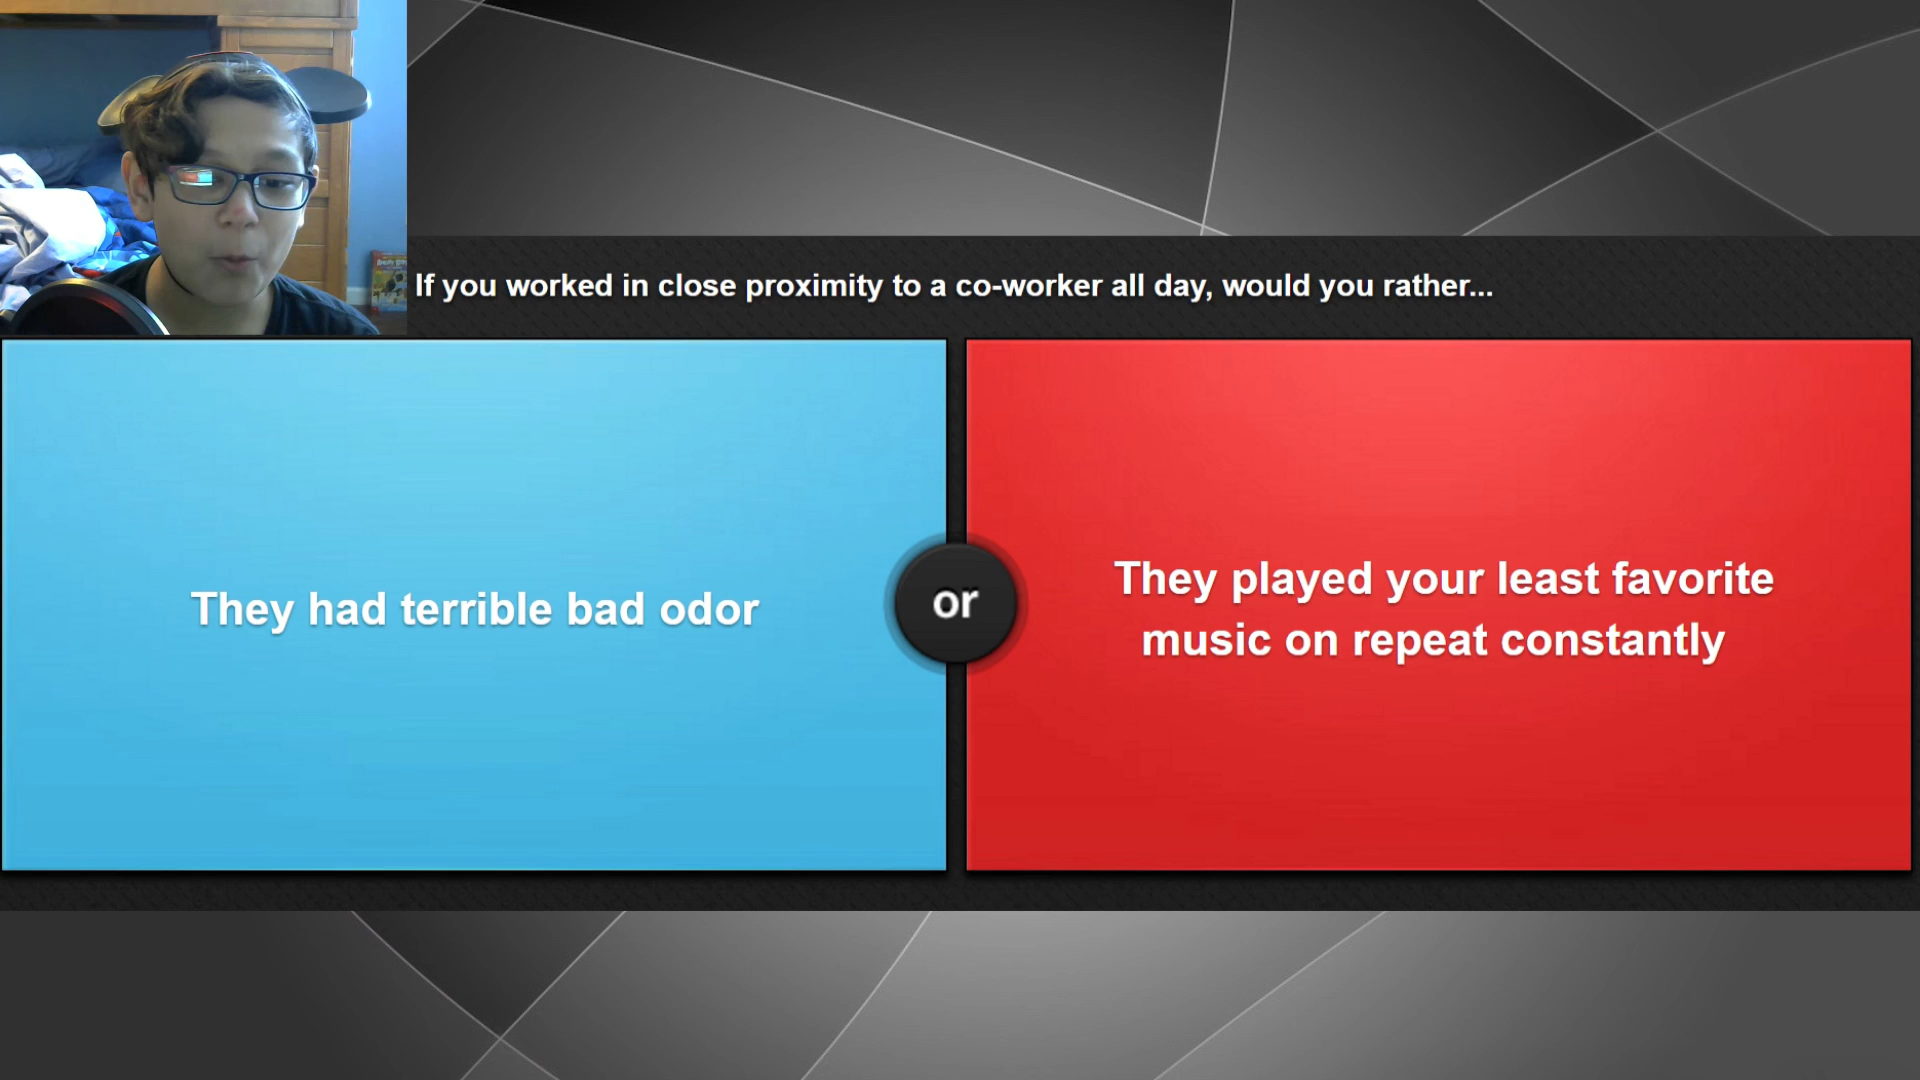 If you worked in close proximity to a co-worker all day, would you rather...
They had terrible bad odor
or
They played your least favorite
music on repeat constantly